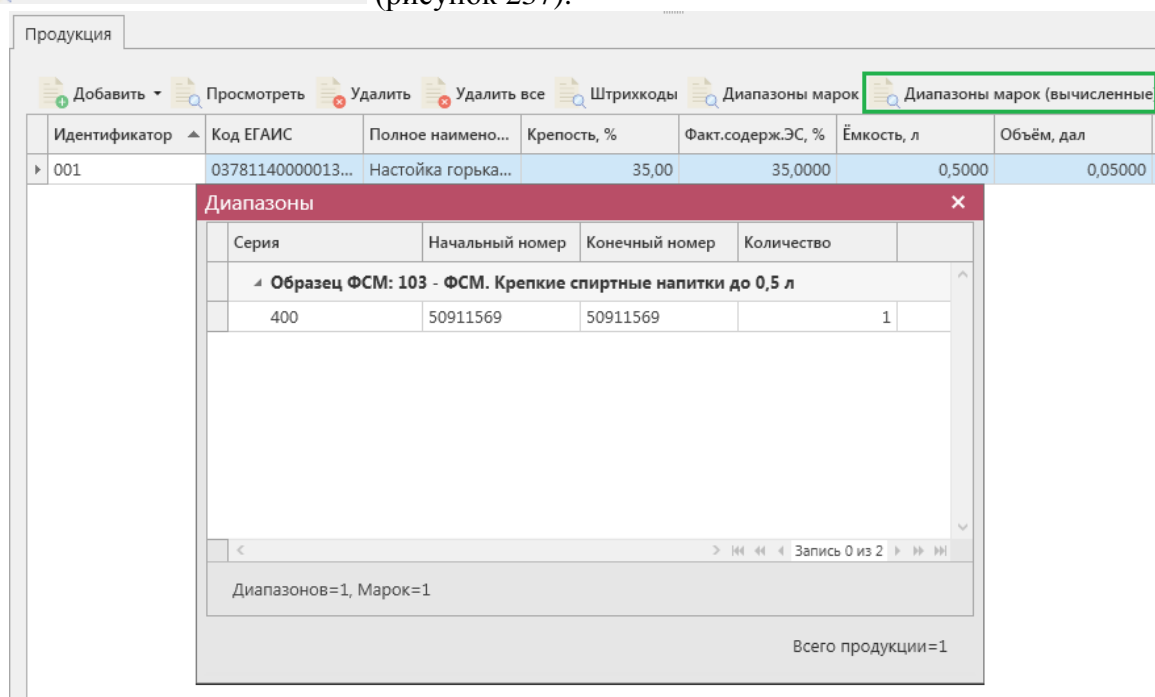 (рисунок 237).
Продукция
Добавить Просмотреть Удалить Удалить все Штрихкоды Диапазоны марок Диапазоны марок (вычисленные
Идентификатор Код ЕГАИС Полное наимено... Крепость, % Факт.содерж.ЭС, % Ёмкость, л Объём, дал
001 03781140000013... Настойка горька... 35,00 35,0000 0,5000 0,05000
Диапазоны
Серия Начальный номер Конечный номер Количество
Образец ФСМ: 103 - ФСМ. Крепкие спиртные напитки до 0,5 л
400 50911569 50911569 1
Запись 0 из 2
Диапазонов=1, Марок=1
Всего продукции=1